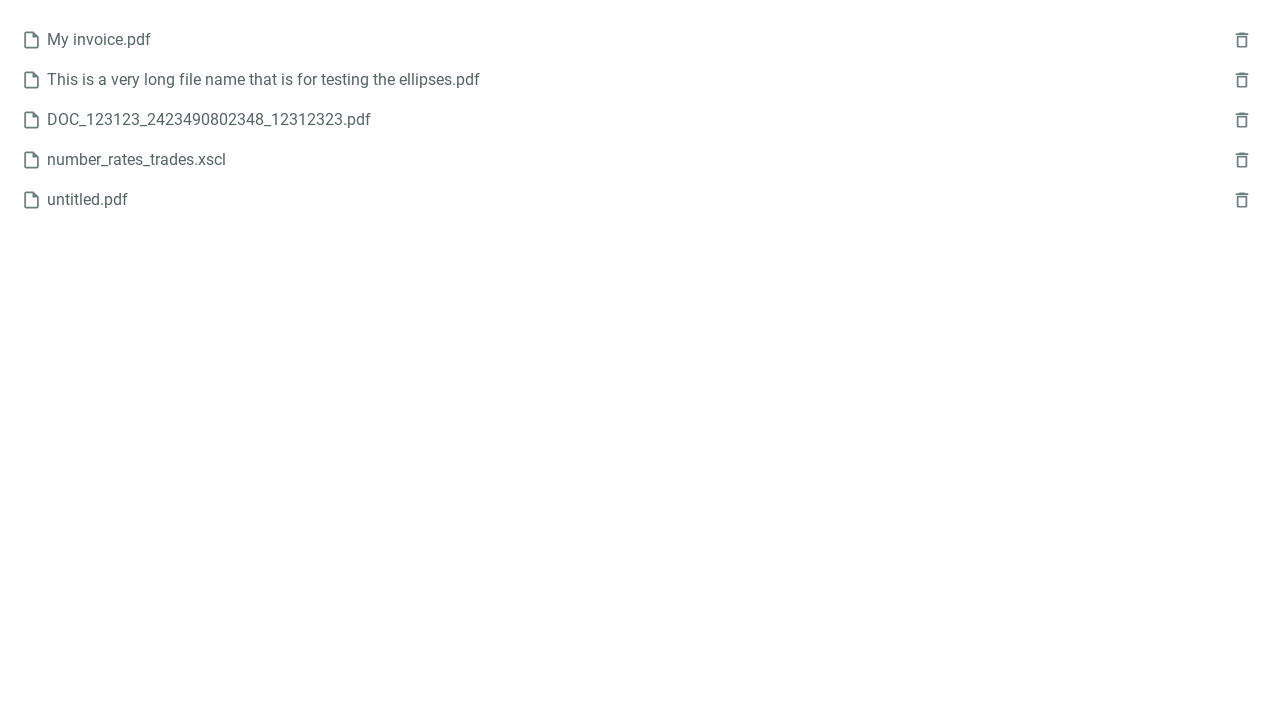 My invoice.pdf
This is a very long file name that is for testing the ellipses.pdf
DOC_123123_2423490802348_12312323.pdf
number_rates_trades.xscl
untitled.pdf